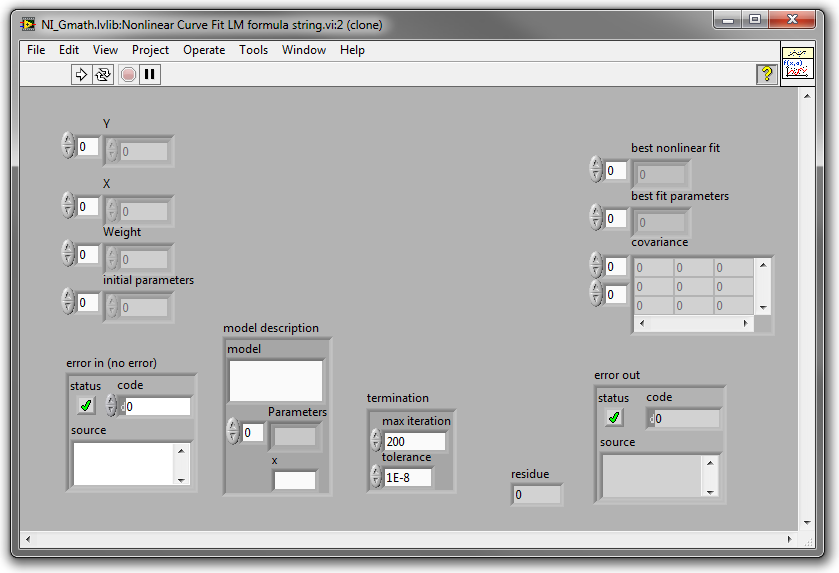 NI_Gmath.lvlib:Nonlinear Curve Fit LM formula string.vi:2 (clone)
File Edit View Project Operate Tools Window Help
?
f(x,a)
Y
0 0
X
0 0
Weight
0 0
initial parameters
0 0
best nonlinear fit
0 0
best fit parameters
0 0
covariance
0 0 0 0
0 0 0 0
0 0 0
error in (no error)
status code
d0
source
model description
model
Parameters
0
x
termination
max iteration
200
tolerance
1E-8
residue
0
error out
status code
d0
source